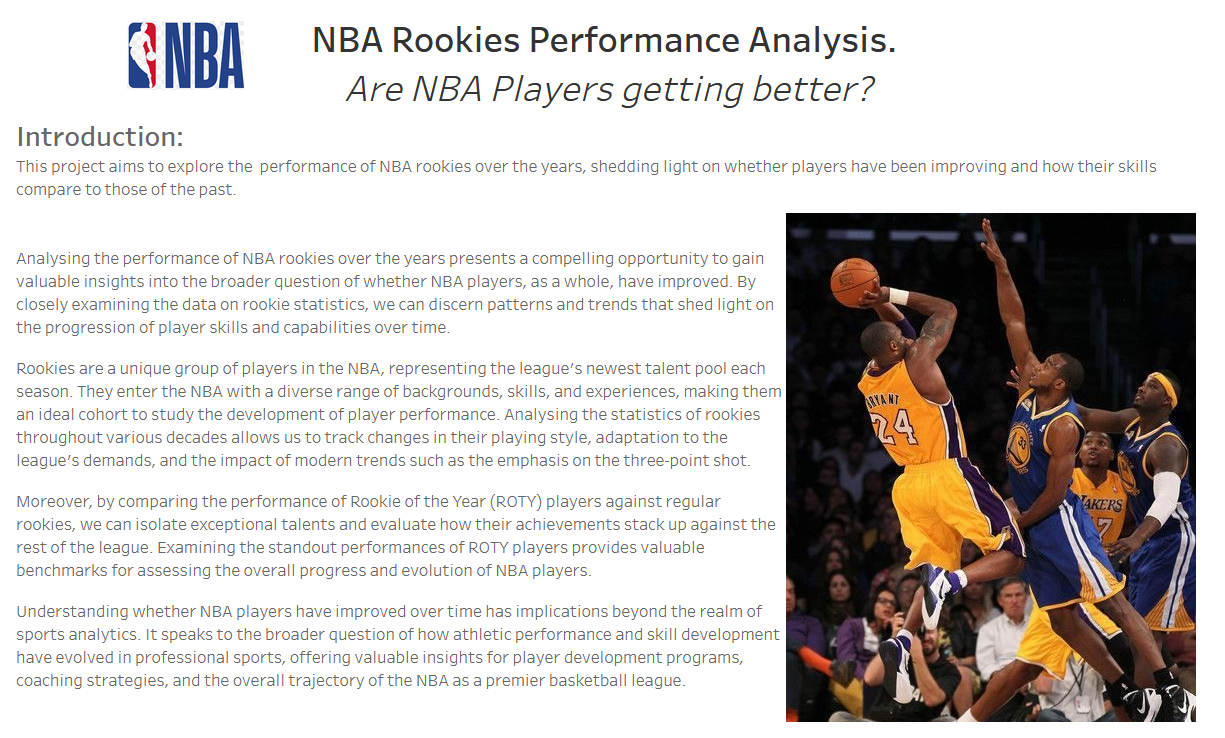 NBA
NBA Rookies Performance Analysis.
Are NBA Players getting better?
Introduction:
This project aims to explore the  performance of NBA rookies over the years, shedding light on whether players have been improving and how their skills
compare to those of the past.
Analysing the performance of NBA rookies over the years presents a compelling opportunity to gain
valuable insights into the broader question of whether NBA players, as a whole, have improved. By
closely examining the data on rookie statistics, we can discern patterns and trends that shed light on
the progression of player skills and capabilities over time.
Rookies are a unique group of players in the NBA, representing the league’s newest talent pool each
season. They enter the NBA with a diverse range of backgrounds, skills, and experiences, making them
an ideal cohort to study the development of player performance. Analysing the statistics of rookies
throughout various decades allows us to track changes in their playing style, adaptation to the
league’s demands, and the impact of modern trends such as the emphasis on the three-point shot.
Moreover, by comparing the performance of Rookie of the Year (ROTY) players against regular
rookies, we can isolate exceptional talents and evaluate how their achievements stack up against the
rest of the league. Examining the standout performances of ROTY players provides valuable
benchmarks for assessing the overall progress and evolution of NBA players.
Understanding whether NBA players have improved over time has implications beyond the realm of
sports analytics. It speaks to the broader question of how athletic performance and skill development
have evolved in professional sports, offering valuable insights for player development programs,
coaching strategies, and the overall trajectory of the NBA as a premier basketball league.
BRYANT
24
LAKERS